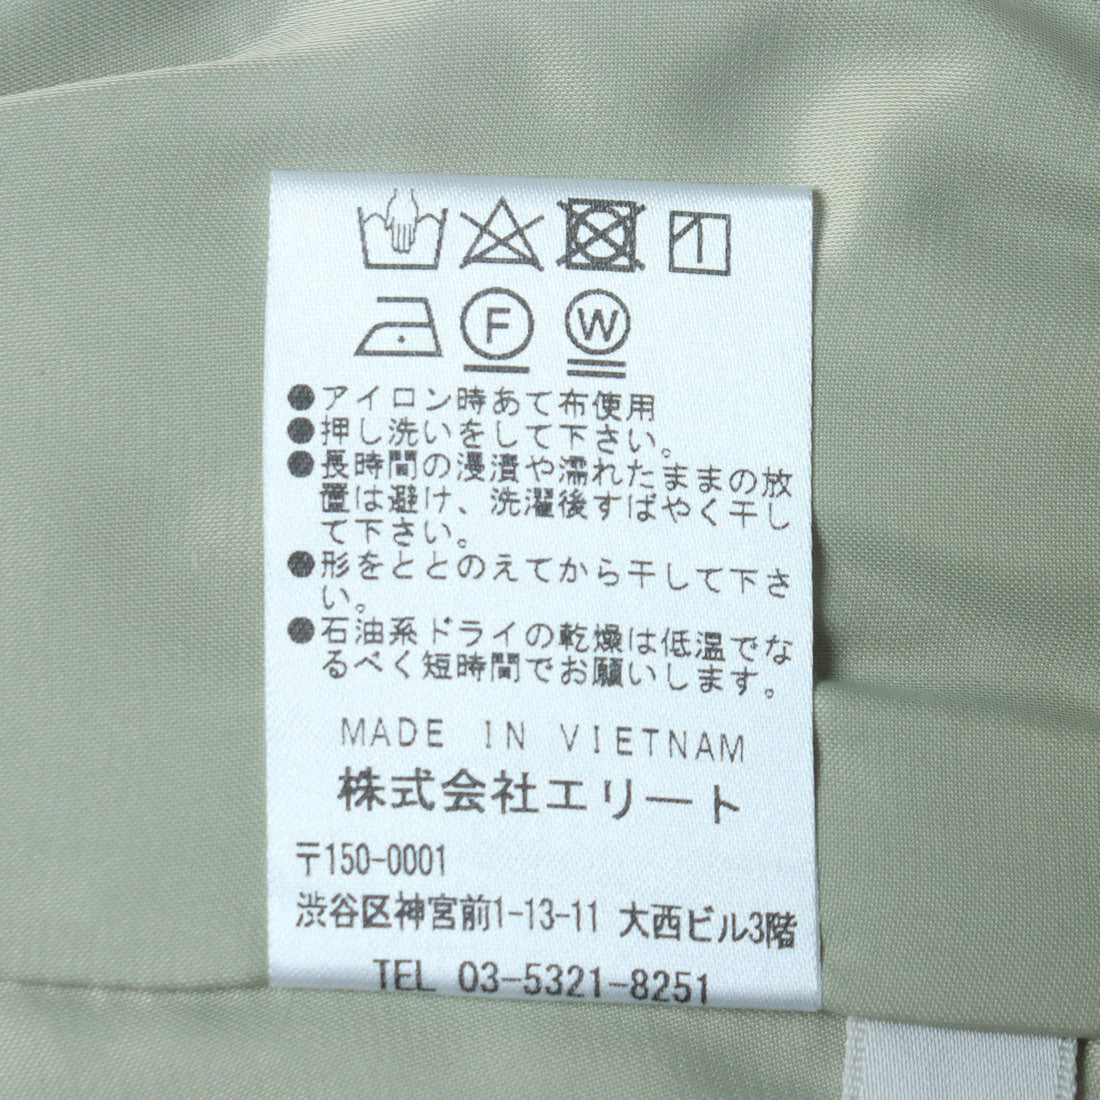 F W
●アイロン時あて布使用
●押し洗いをして下さい。
●長時間の浸漬や濡れたままの放
置は避け、洗濯後すばやく干し
て下さい。
●形をととのえてから干して下さ
い。
●石油系ドライの乾燥は低温でな
るべく短時間でお願いします。
MADE IN VIETNAM
株式会社エリート
〒150-0001
渋谷区神宮前1-13-11 大西ビル3階
TEL 03-5321-8251